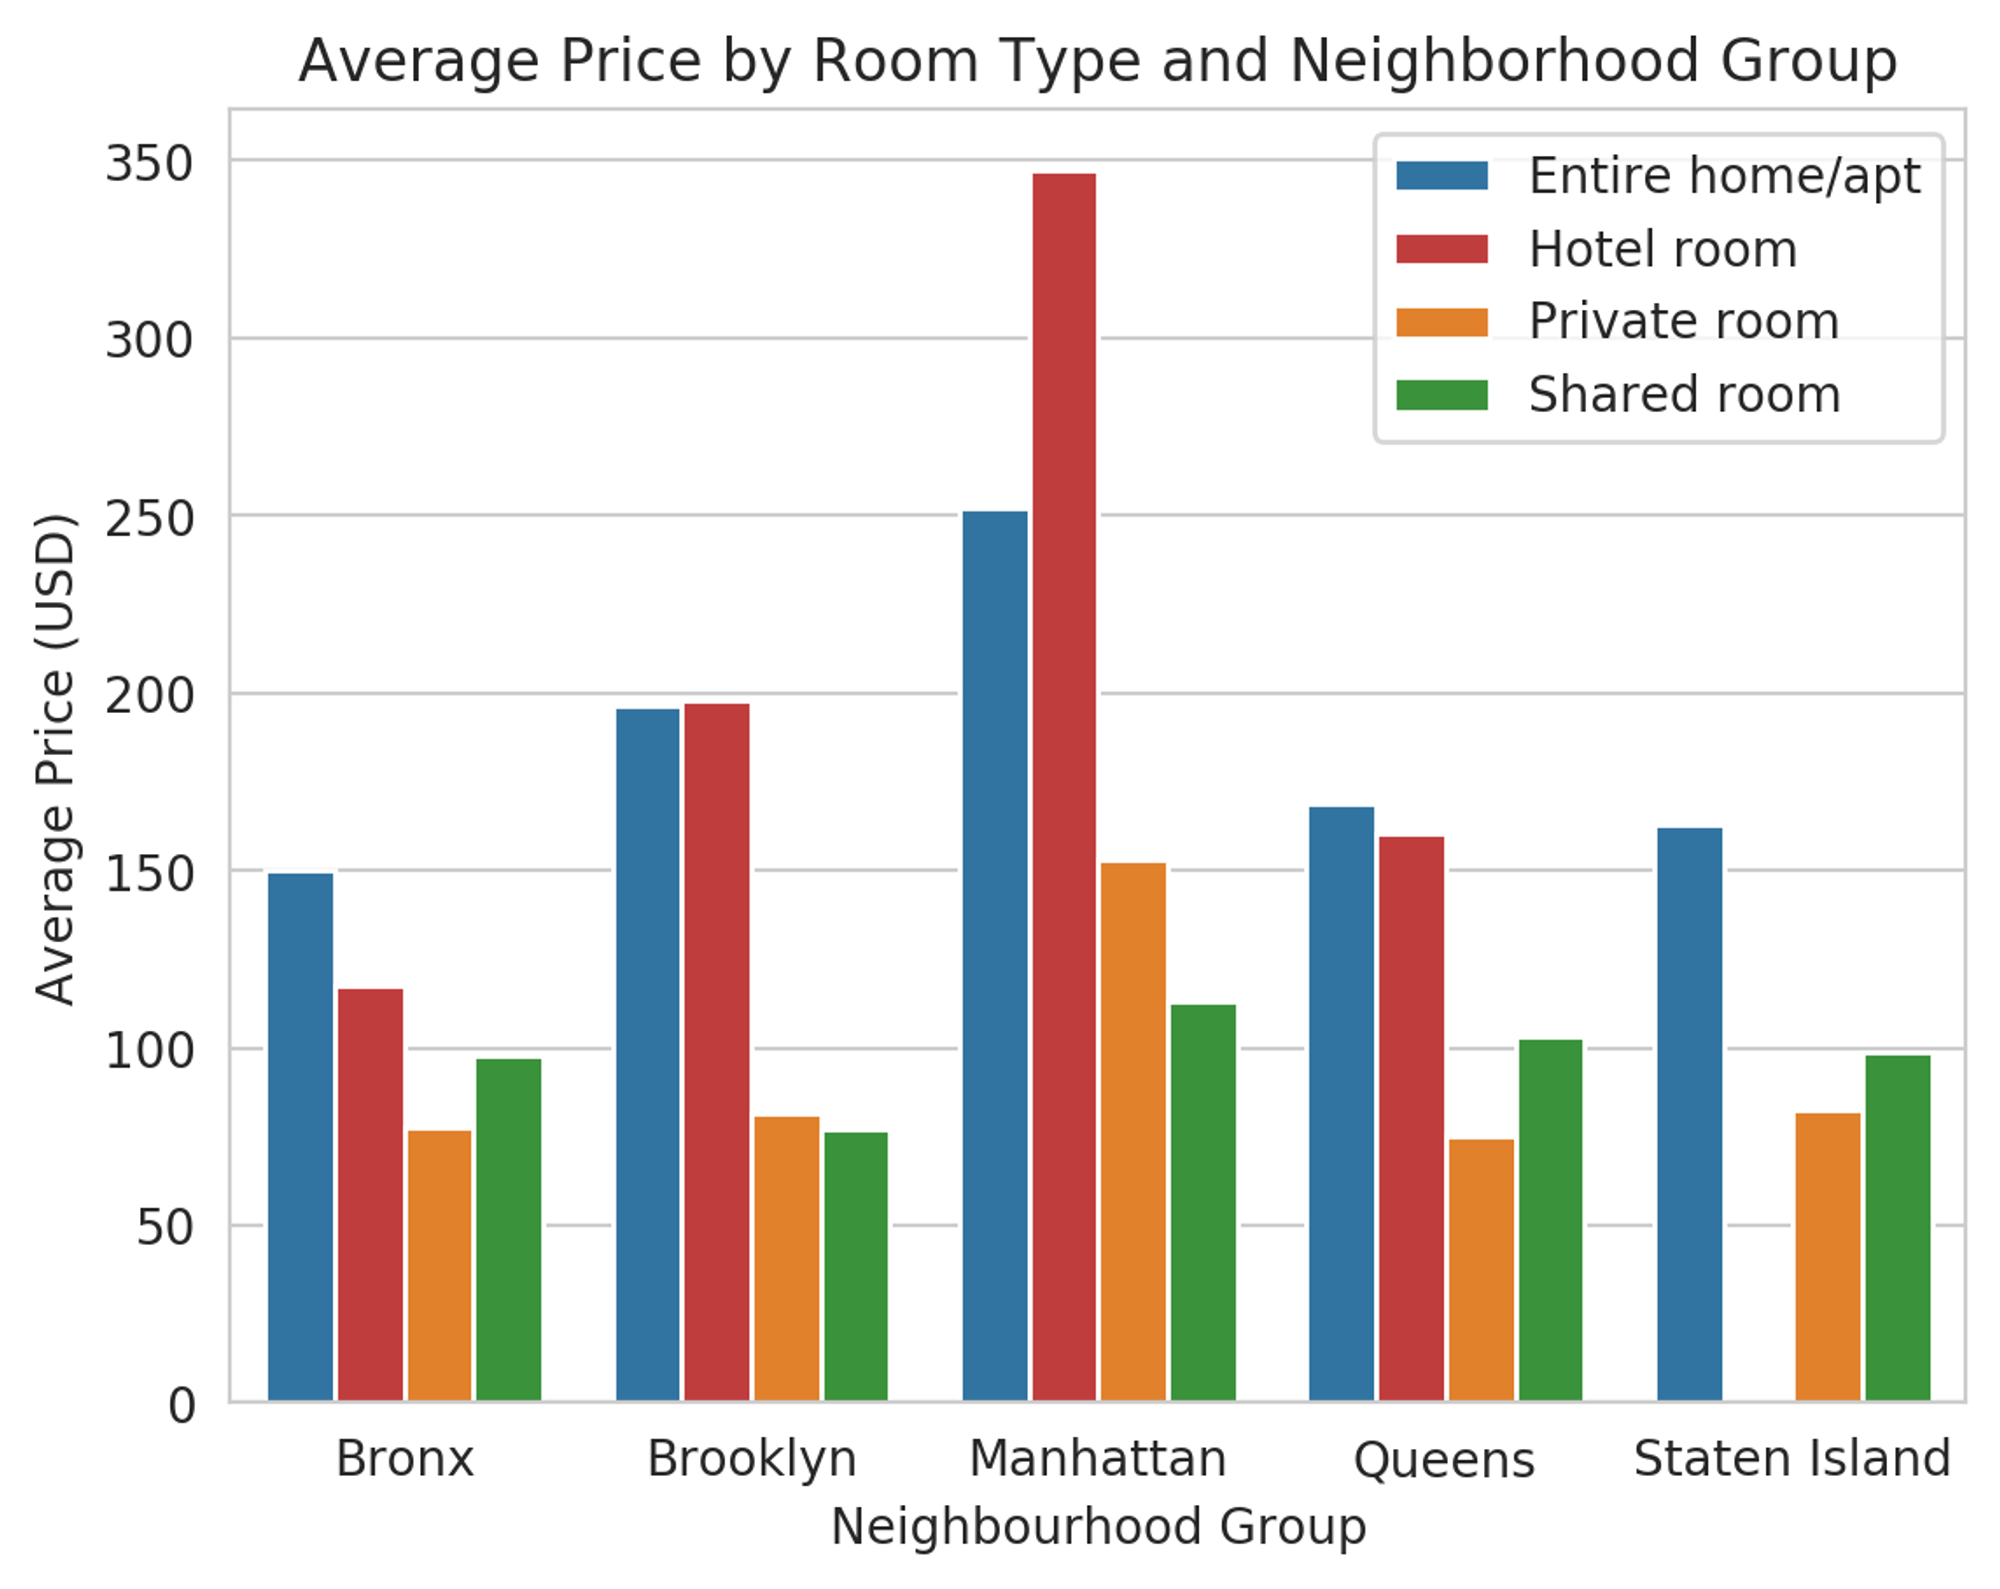 Average Price by Room Type and Neighborhood Group
Entire home/apt
Hotel room
Private room
Shared room
Average Price (USD)
350
300
250
200
150
100
50
0
Bronx Brooklyn Manhattan Queens Staten Island
Neighbourhood Group